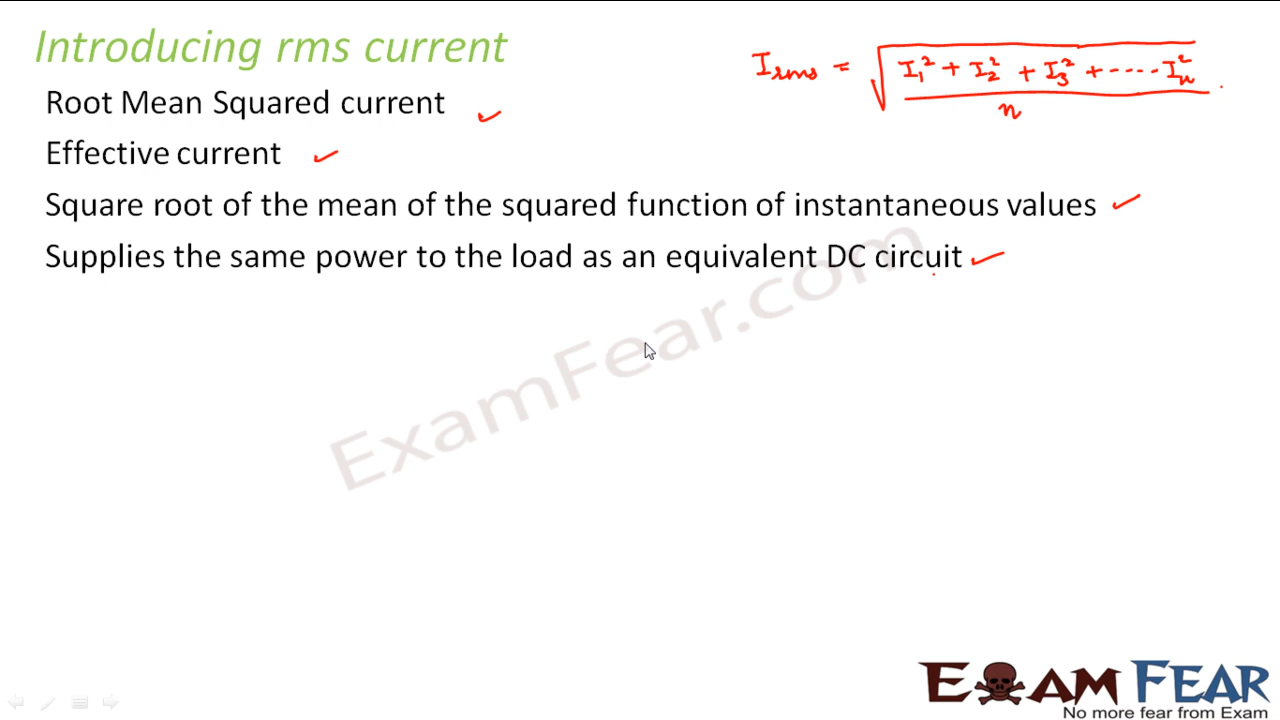 Introducing rms current
I rms = √ I₁² + I₂² + I₃² + ----. Iₙ²
n
Root Mean Squared current
Effective current
Square root of the mean of the squared function of instantaneous values
Supplies the same power to the load as an equivalent DC circuit
ExamFear.com
EXAM FEAR
No more fear from Exam